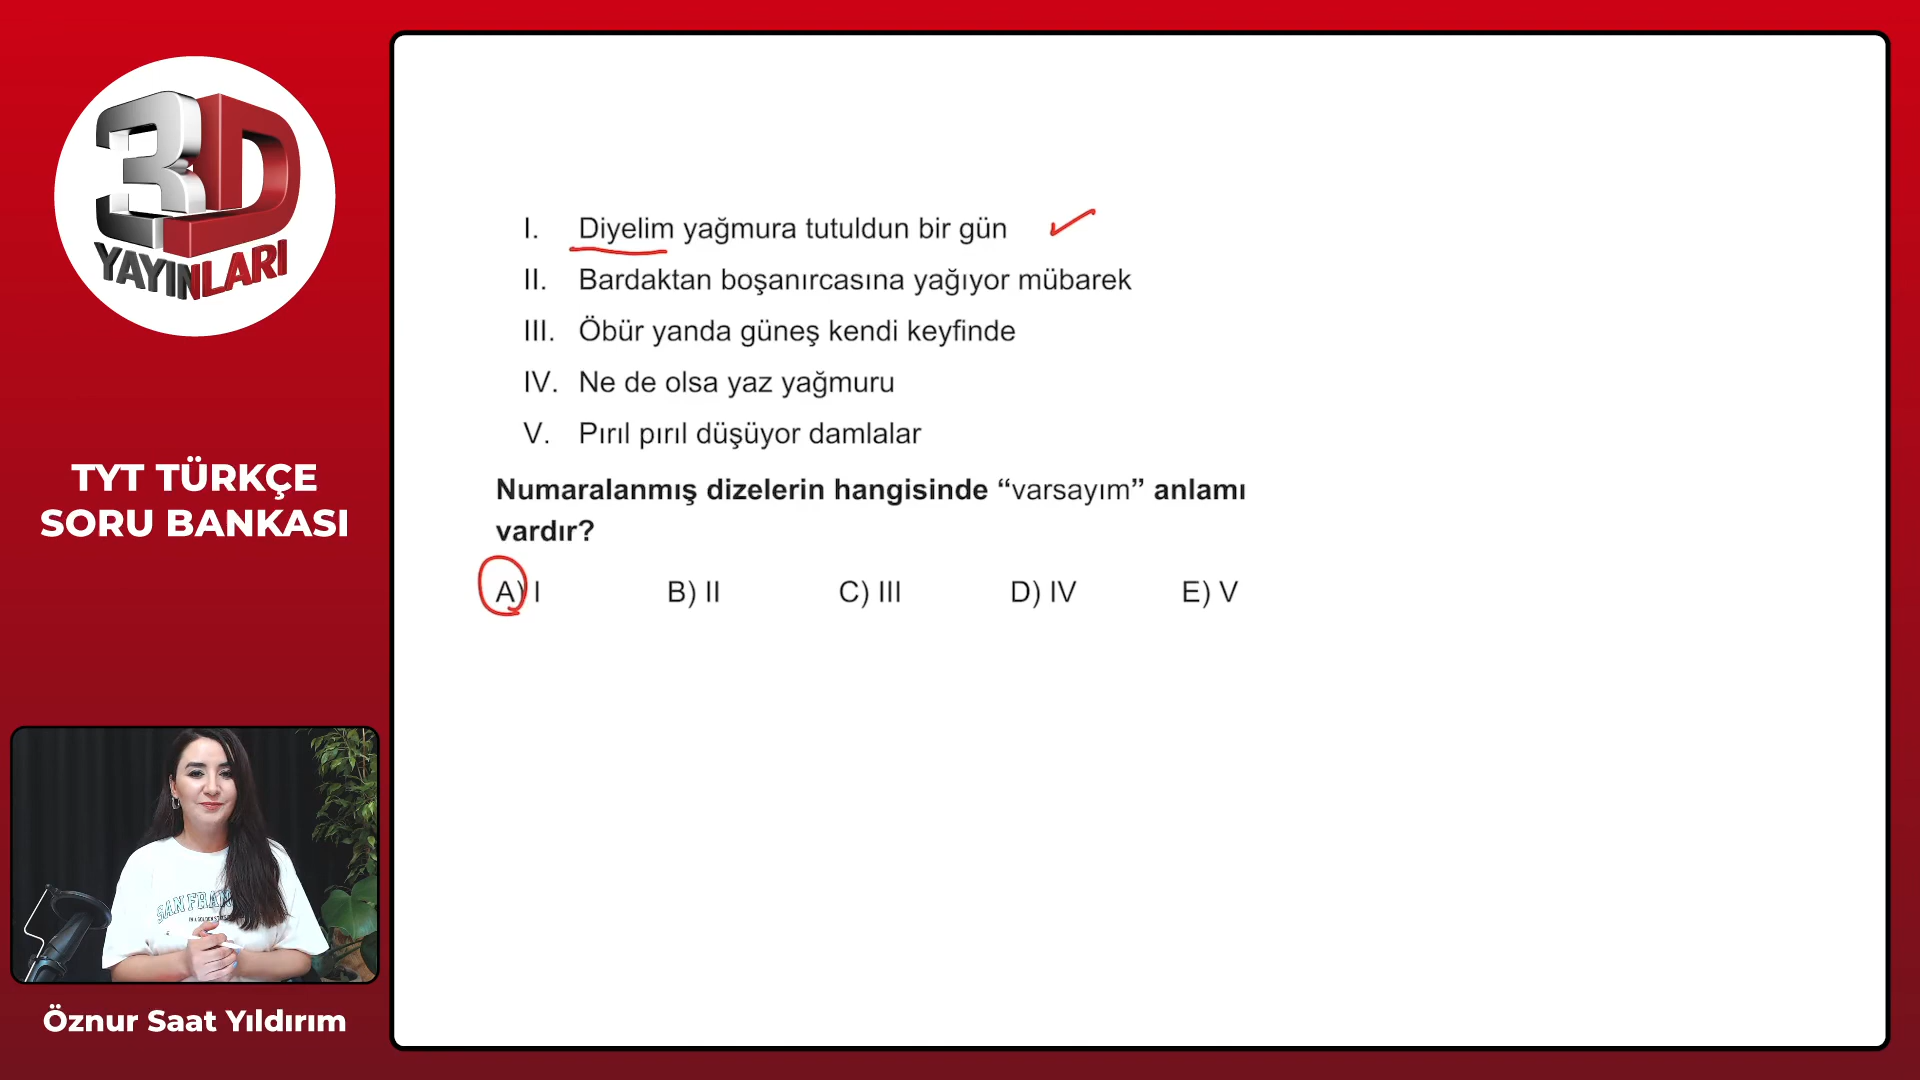 3D
YAYINLARI
TYT TÜRKÇE
SORU BANKASI
I. Diyelim yağmura tutuldun bir gün
II. Bardaktan boşanırcasına yağıyor mübarek
III. Öbür yanda güneş kendi keyfinde
IV. Ne de olsa yaz yağmuru
V. Pırıl pırıl düşüyor damlalar
Numaralanmış dizelerin hangisinde “varsayım” anlamı
vardır?
A) I B) II C) III D) IV E) V
SAN FRAN
Öznur Saat Yıldırım